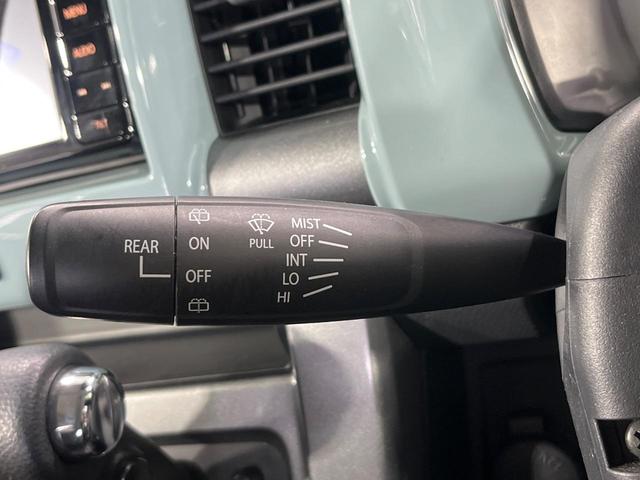 MENU
AUDIO
REAR
ON
OFF
PULL
MIST
OFF
INT
LO
HI